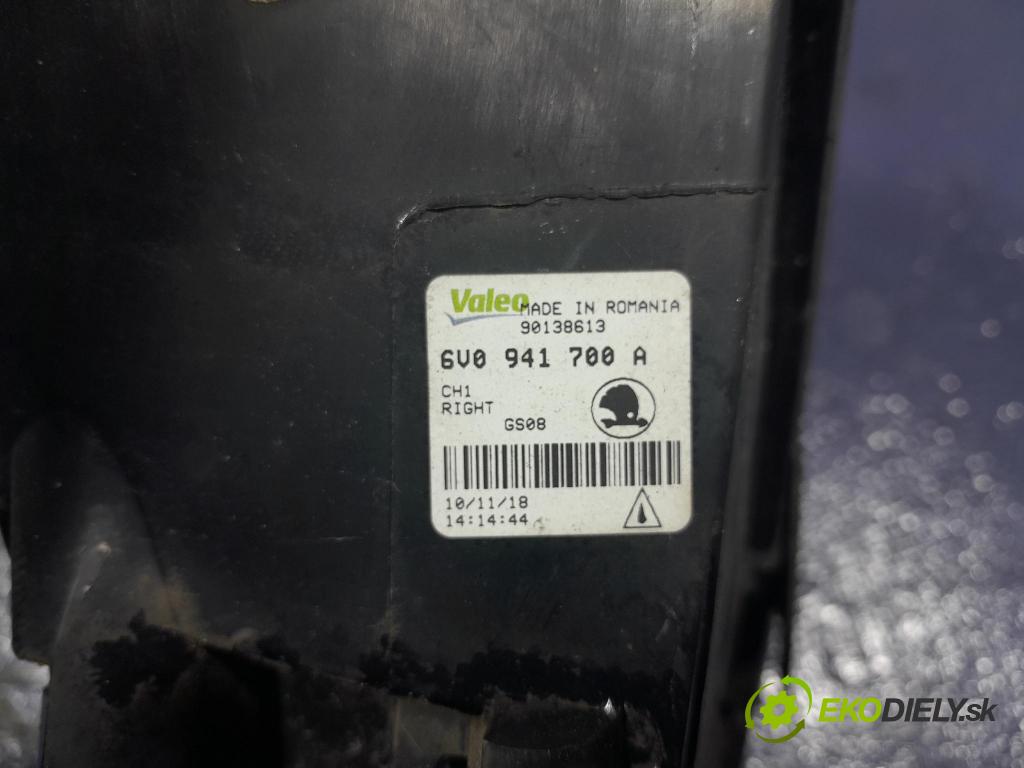 Valeo MADE IN ROMANIA
90138613
6V0 941 700 A
CH1
RIGHT
GS08
10/11/18
14:14:44
EKODIELY.sk